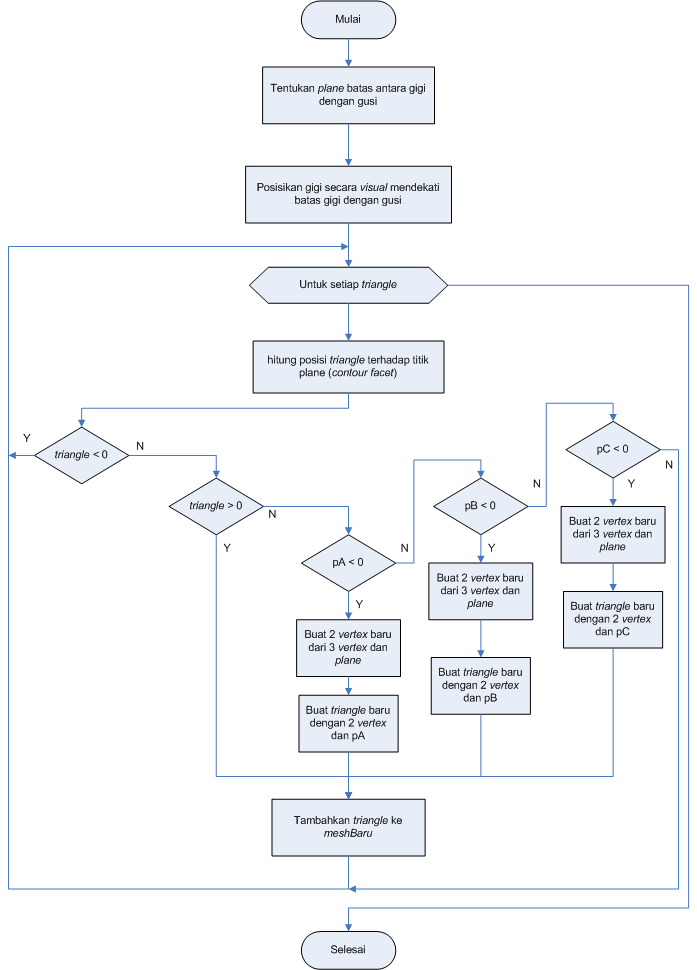 Mulai
Tentukan plane batas antara gigi
dengan gusi
Posisikan gigi secara visual mendekati
batas gigi dengan gusi
Untuk setiap triangle
hitung posisi triangle terhadap titik
plane (contour facet)
Y
triangle < 0
N
triangle > 0
N
Y
pA < 0
N
Y
Buat 2 vertex baru
dari 3 vertex dan
plane
Buat triangle baru
dengan 2 vertex
dan pA
pB < 0
N
Y
Buat 2 vertex baru
dari 3 vertex dan
plane
Buat triangle baru
dengan 2 vertex
dan pB
pC < 0
N
Y
Buat 2 vertex baru
dari 3 vertex dan
plane
Buat triangle baru
dengan 2 vertex
dan pC
Tambahkan triangle ke
meshBaru
Selesai